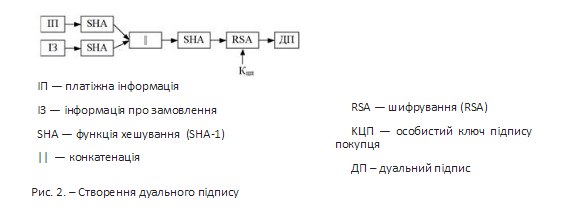 ІП SHA
ІЗ SHA
|| SHA RSA ДП
Кцп
ІП — платіжна інформація
ІЗ — інформація про замовлення
SHA — функція хешування (SHA-1)
|| — конкатенація
RSA — шифрування (RSA)
КЦП — особистий ключ підпису
покупця
ДП – дуальний підпис
Рис. 2. – Створення дуального підпису